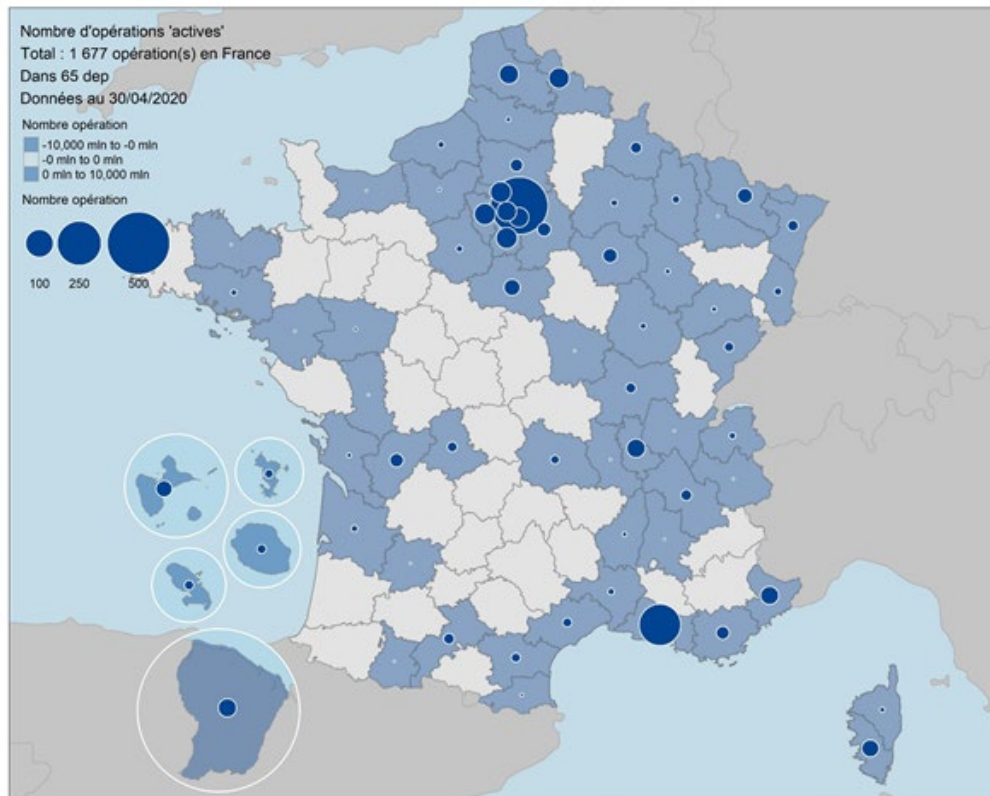 Nombre d'opérations 'actives'
Total : 1 677 opération(s) en France
Dans 65 dep
Données au 30/04/2020
Nombre opération
-10,000 mln to -0 mln
-0 mln to 0 mln
0 mln to 10,000 mln
Nombre opération
100 250 500